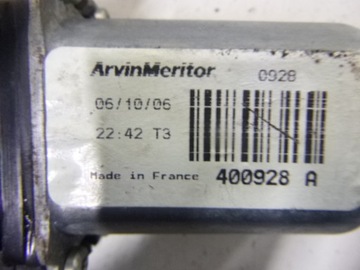 ArvinMeritor 0928
06/10/06
22:42 T3
Made in France 400928 A